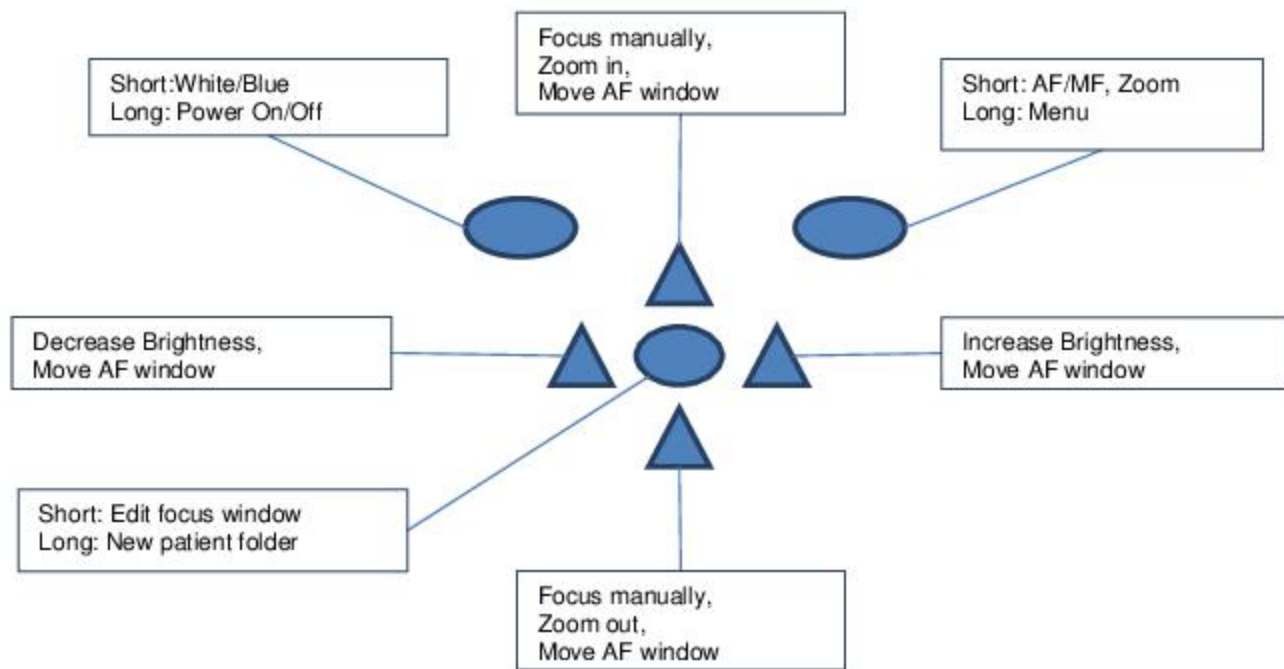 Focus manually,
Zoom in,
Move AF window
Short:White/Blue
Long: Power On/Off
Short: AF/MF, Zoom
Long: Menu
Decrease Brightness,
Move AF window
Increase Brightness,
Move AF window
Short: Edit focus window
Long: New patient folder
Focus manually,
Zoom out,
Move AF window